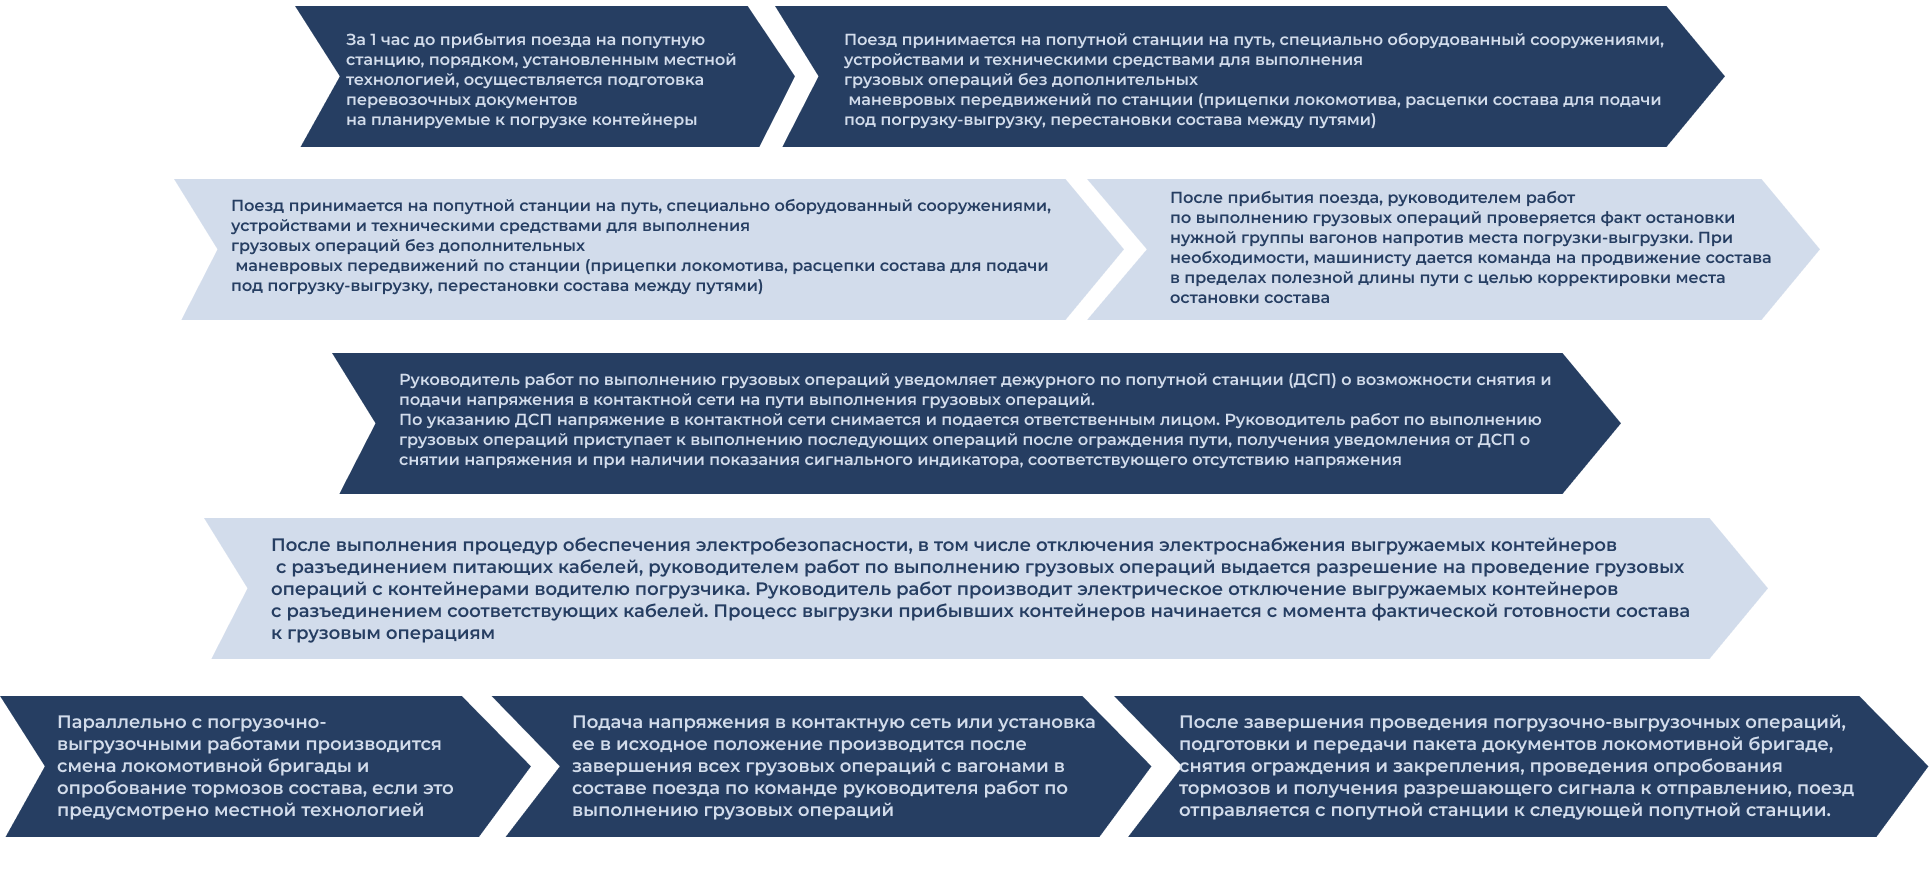 За 1 час до прибытия поезда на попутную
станцию, порядком, установленным местной
технологией, осуществляется подготовка
перевозочных документов
на планируемые к погрузке контейнеры
Поезд принимается на попутной станции на путь, специально оборудованный сооружениями,
устройствами и техническими средствами для выполнения
грузовых операций без дополнительных
маневровых передвижений по станции (прицепки локомотива, расцепки состава для подачи
под погрузку-выгрузку, перестановки состава между путями)
Поезд принимается на попутной станции на путь, специально оборудованный сооружениями,
устройствами и техническими средствами для выполнения
грузовых операций без дополнительных
маневровых передвижений по станции (прицепки локомотива, расцепки состава для подачи
под погрузку-выгрузку, перестановки состава между путями)
После прибытия поезда, руководителем работ
по выполнению грузовых операций проверяется факт остановки
нужной группы вагонов напротив места погрузки-выгрузки. При
необходимости, машинисту дается команда на продвижение состава
в пределах полезной длины пути с целью корректировки места
остановки состава
Руководитель работ по выполнению грузовых операций уведомляет дежурного по попутной станции (ДСП) о возможности снятия и
подачи напряжения в контактной сети на пути выполнения грузовых операций.
По указанию ДСП напряжение в контактной сети снимается и подается ответственным лицом. Руководитель работ по выполнению
грузовых операций приступает к выполнению последующих операций после ограждения пути, получения уведомления от ДСП о
снятии напряжения и при наличии показания сигнального индикатора, соответствующего отсутствию напряжения
После выполнения процедур обеспечения электробезопасности, в том числе отключения электроснабжения выгружаемых контейнеров
с разъединением питающих кабелей, руководителем работ по выполнению грузовых операций выдается разрешение на проведение грузовых
операций с контейнерами водителю погрузчика. Руководитель работ производит электрическое отключение выгружаемых контейнеров
с разъединением соответствующих кабелей. Процесс выгрузки прибывших контейнеров начинается с момента фактической готовности состава
к грузовым операциям
Параллельно с погрузочно-
выгрузочными работами производится
смена локомотивной бригады и
опробование тормозов состава, если это
предусмотрено местной технологией
Подача напряжения в контактную сеть или установка
ее в исходное положение производится после
завершения всех грузовых операций с вагонами в
составе поезда по команде руководителя работ по
выполнению грузовых операций
После завершения проведения погрузочно-выгрузочных операций,
подготовки и передачи пакета документов локомотивной бригаде,
снятия ограждения и закрепления, проведения опробования
тормозов и получения разрешающего сигнала к отправлению, поезд
отправляется с попутной станции к следующей попутной станции.